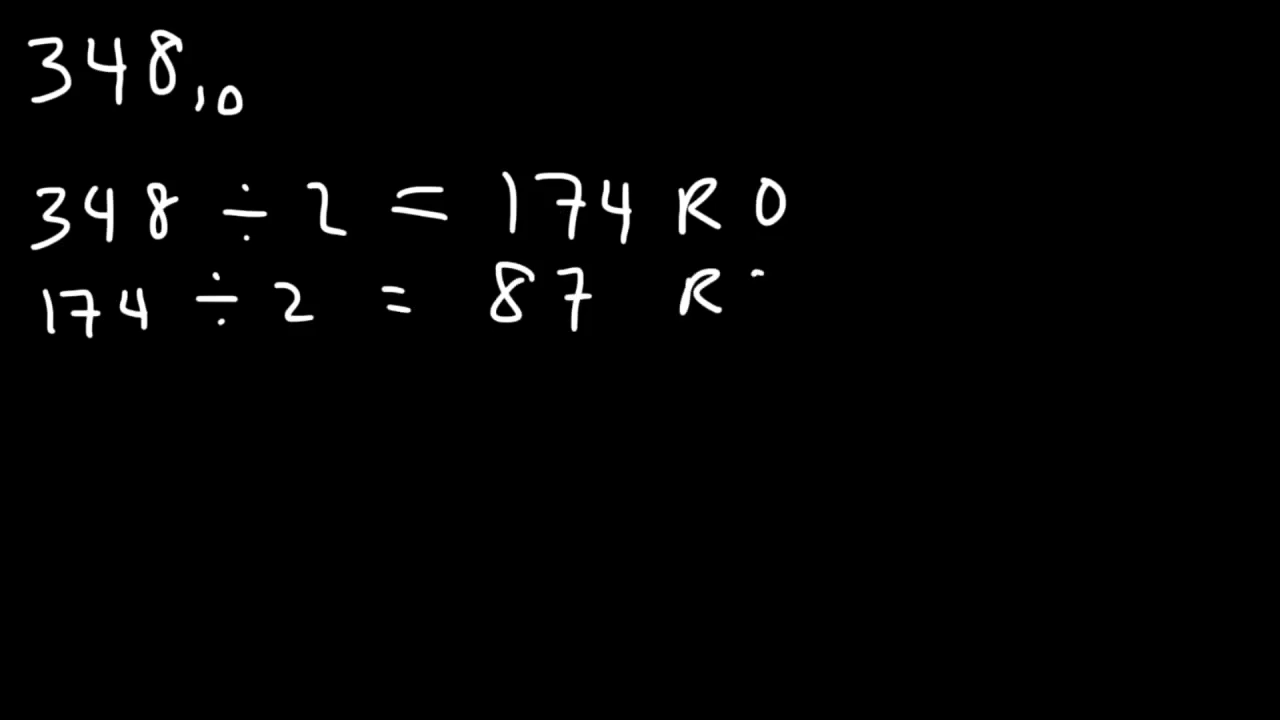 348₁₀
348 ÷ 2 = 174 R 0
174 ÷ 2 = 87 R